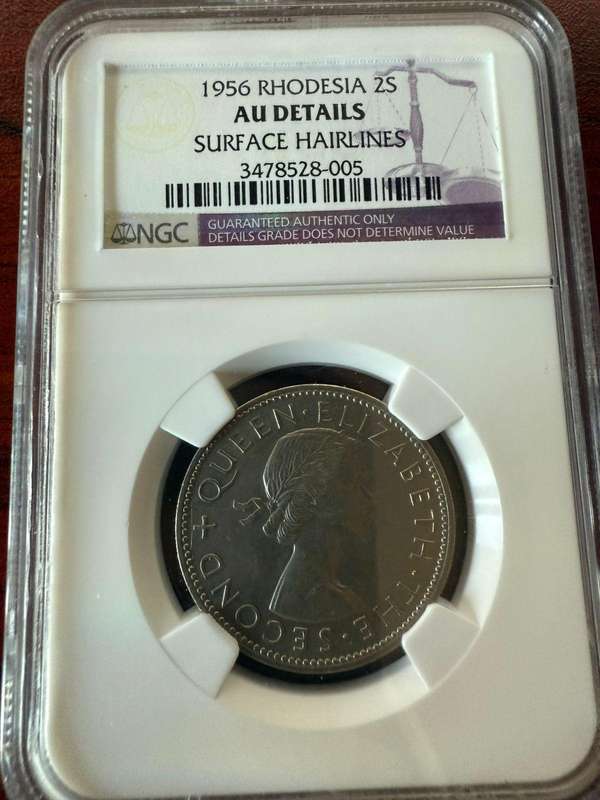 1956 RHODESIA 2S
AU DETAILS
SURFACE HAIRLINES
3478528-005
NGC
GUARANTEED AUTHENTIC ONLY
DETAILS GRADE DOES NOT DETERMINE VALUE
QUEEN·ELIZABETH·THE·SECOND